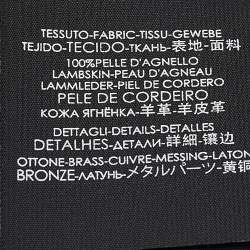 TESSUTO-FABRIC-TISSU-GEWEBE
TEJIDO-TECIDO-ТКАНЬ-表地-面料
100%PELLE D'AGNELLO
LAMBSKIN-PEAU D'AGNEAU
LAMMLEDER-PIEL DE CORDERO
PELE DE CORDEIRO
КОЖА ЯГНЁНКА-羊革-羊皮革
DETTAGLI-DETAILS-DETALLES
DETALHES-ДЕТАЛИ-付属-镶边
OTTONE-BRASS-CUIVRE-MESSING-LATON
BRONZE-ЛАТУНЬ-メタルパーツ-黄铜